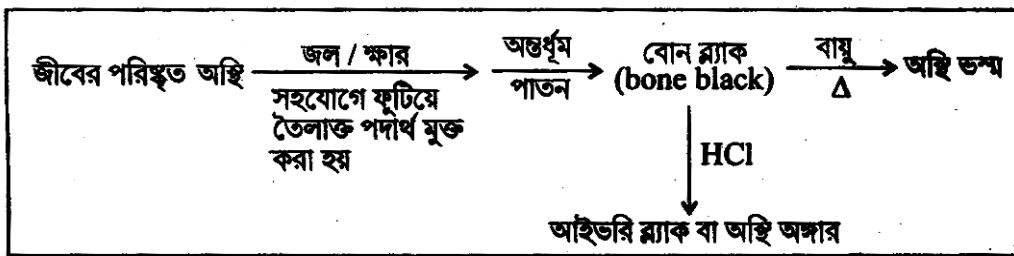 জীবের পরিষ্কৃত অস্থি
জল / ক্ষার
সহযোগে ফুটিয়ে
তৈলাক্ত পদার্থ মুক্ত
করা হয়
অন্তর্ধূম
পাতন
বোন ব্ল্যাক
(bone black)
বায়ু
Δ
অস্থি ভস্ম
HCl
আইভরি ব্ল্যাক বা অস্থি অঙ্গার